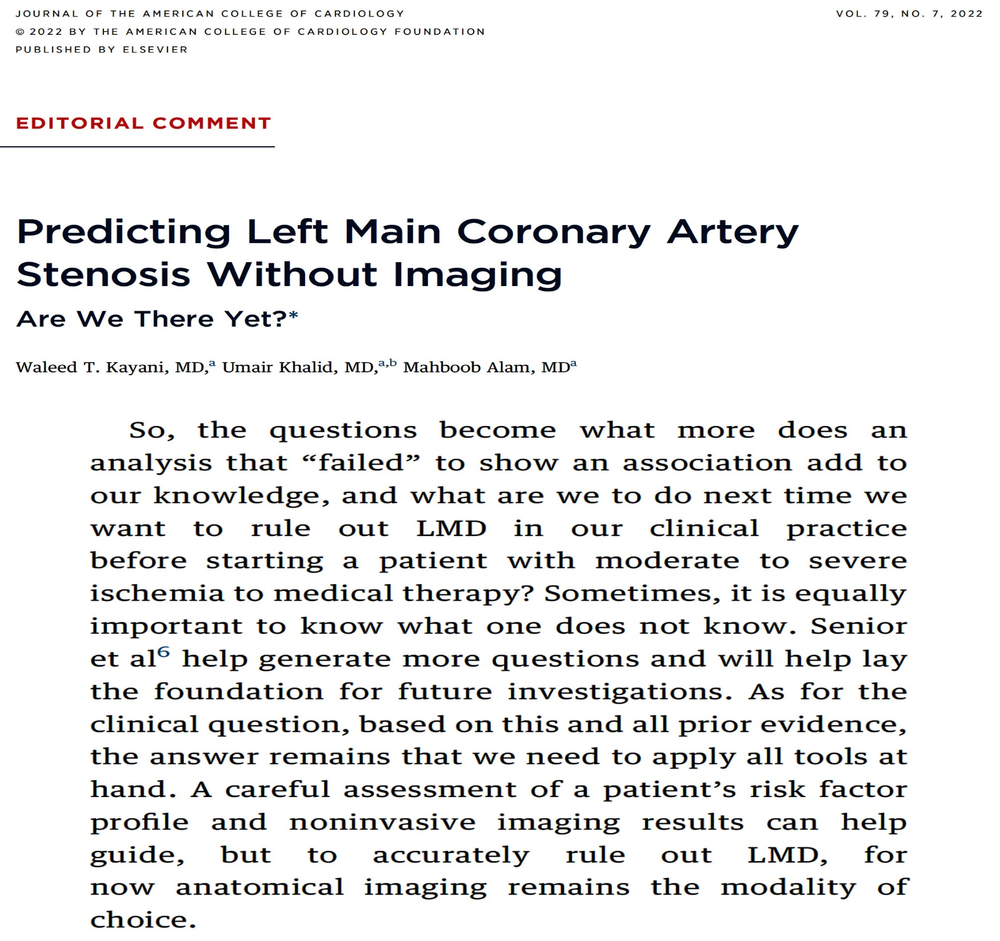 JOURNAL OF THE AMERICAN COLLEGE OF CARDIOLOGY
VOL. 79, NO. 7, 2022
© 2022 BY THE AMERICAN COLLEGE OF CARDIOLOGY FOUNDATION
PUBLISHED BY ELSEVIER
EDITORIAL COMMENT
Predicting Left Main Coronary Artery
Stenosis Without Imaging
Are We There Yet?*
Waleed T. Kayani, MD,a Umair Khalid, MD,a,b Mahboob Alam, MDa
So, the questions become what more does an
analysis that “failed” to show an association add to
our knowledge, and what are we to do next time we
want to rule out LMD in our clinical practice
before starting a patient with moderate to severe
ischemia to medical therapy? Sometimes, it is equally
important to know what one does not know. Senior
et al6 help generate more questions and will help lay
the foundation for future investigations. As for the
clinical question, based on this and all prior evidence,
the answer remains that we need to apply all tools at
hand. A careful assessment of a patient’s risk factor
profile and noninvasive imaging results can help
guide, but to accurately rule out LMD, for
now anatomical imaging remains the modality of
choice.